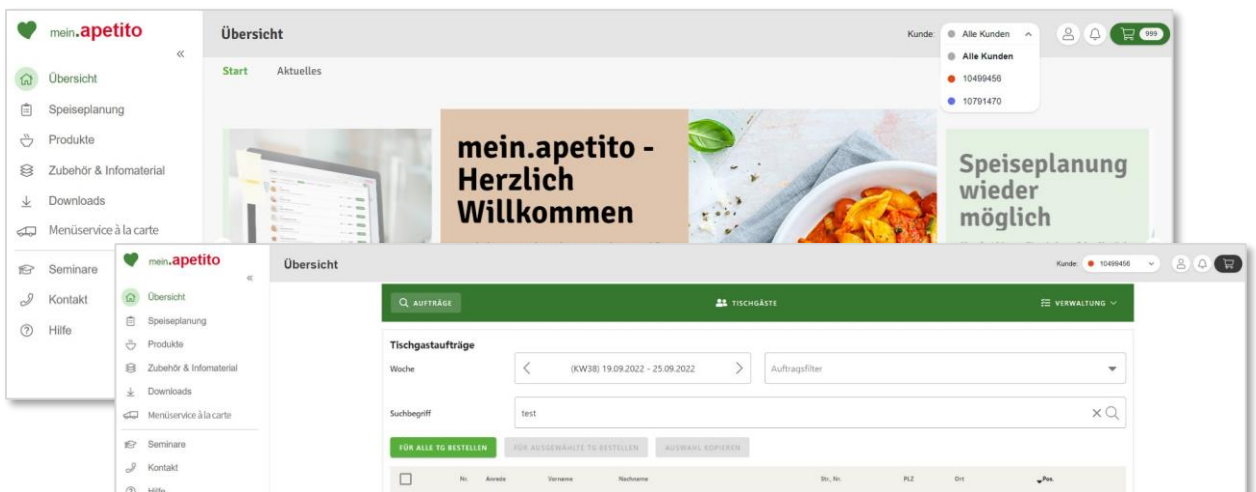 mein.apetito
Übersicht
Kunde: Alle Kunden
999
Alle Kunden
10499456
10791470
Übersicht
Speiseplanung
Produkte
Zubehör & Infomaterial
Downloads
Menüservice à la carte
Seminare
Kontakt
Hilfe
Start Aktuelles
mein.apetito -
Herzlich
Willkommen
Speiseplanung
wieder
möglich
mein.apetito
Übersicht
Kunde: 10499456
Übersicht
Speiseplanung
Produkte
Zubehör & Infomaterial
Downloads
Menüservice à la carte
Seminare
Kontakt
Hilfe
AUFTRÄGE TISCHGÄSTE VERWALTUNG
Tischgastaufträge
Woche (KW38) 19.09.2022 - 25.09.2022 Auftragsfilter
Suchbegriff test
FÜR ALLE TG BESTELLEN FÜR AUSGEWÄHLTE TG BESTELLEN AUSWAHL KOPIEREN
Nr. Anrede Vorname Nachname Str., Nr. PLZ Ort Pos.